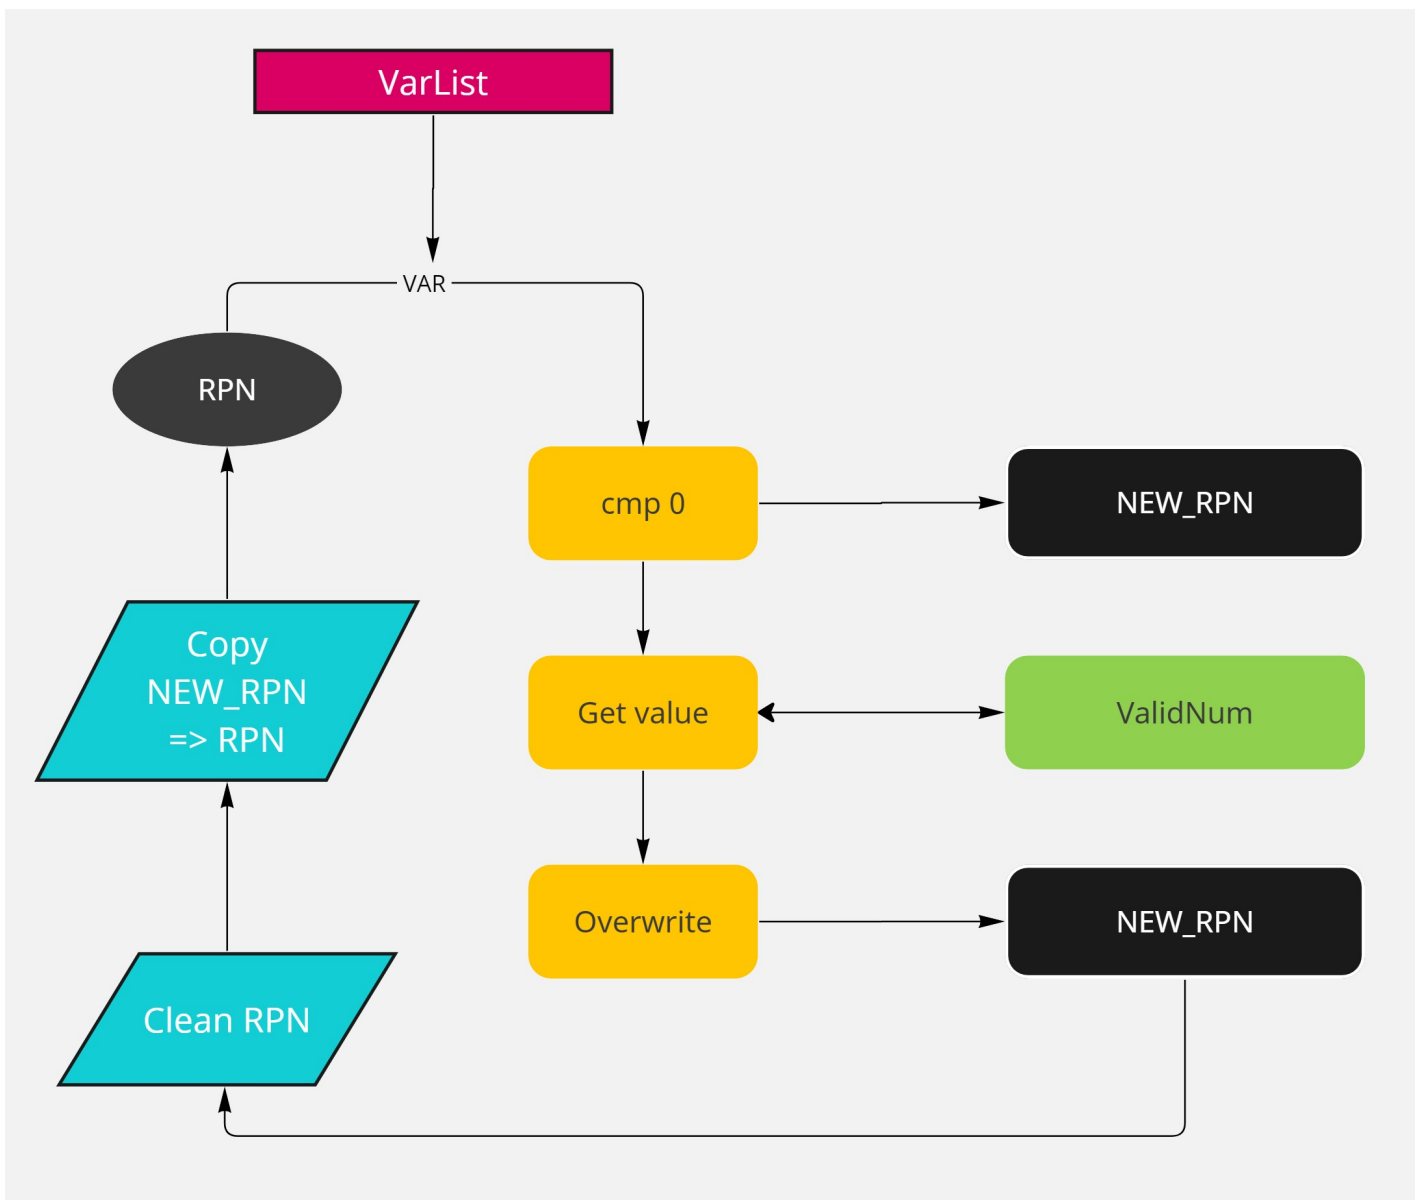 VarList
VAR
RPN
cmp 0
NEW_RPN
Copy
NEW_RPN
=> RPN
Get value
ValidNum
Overwrite
NEW_RPN
Clean RPN